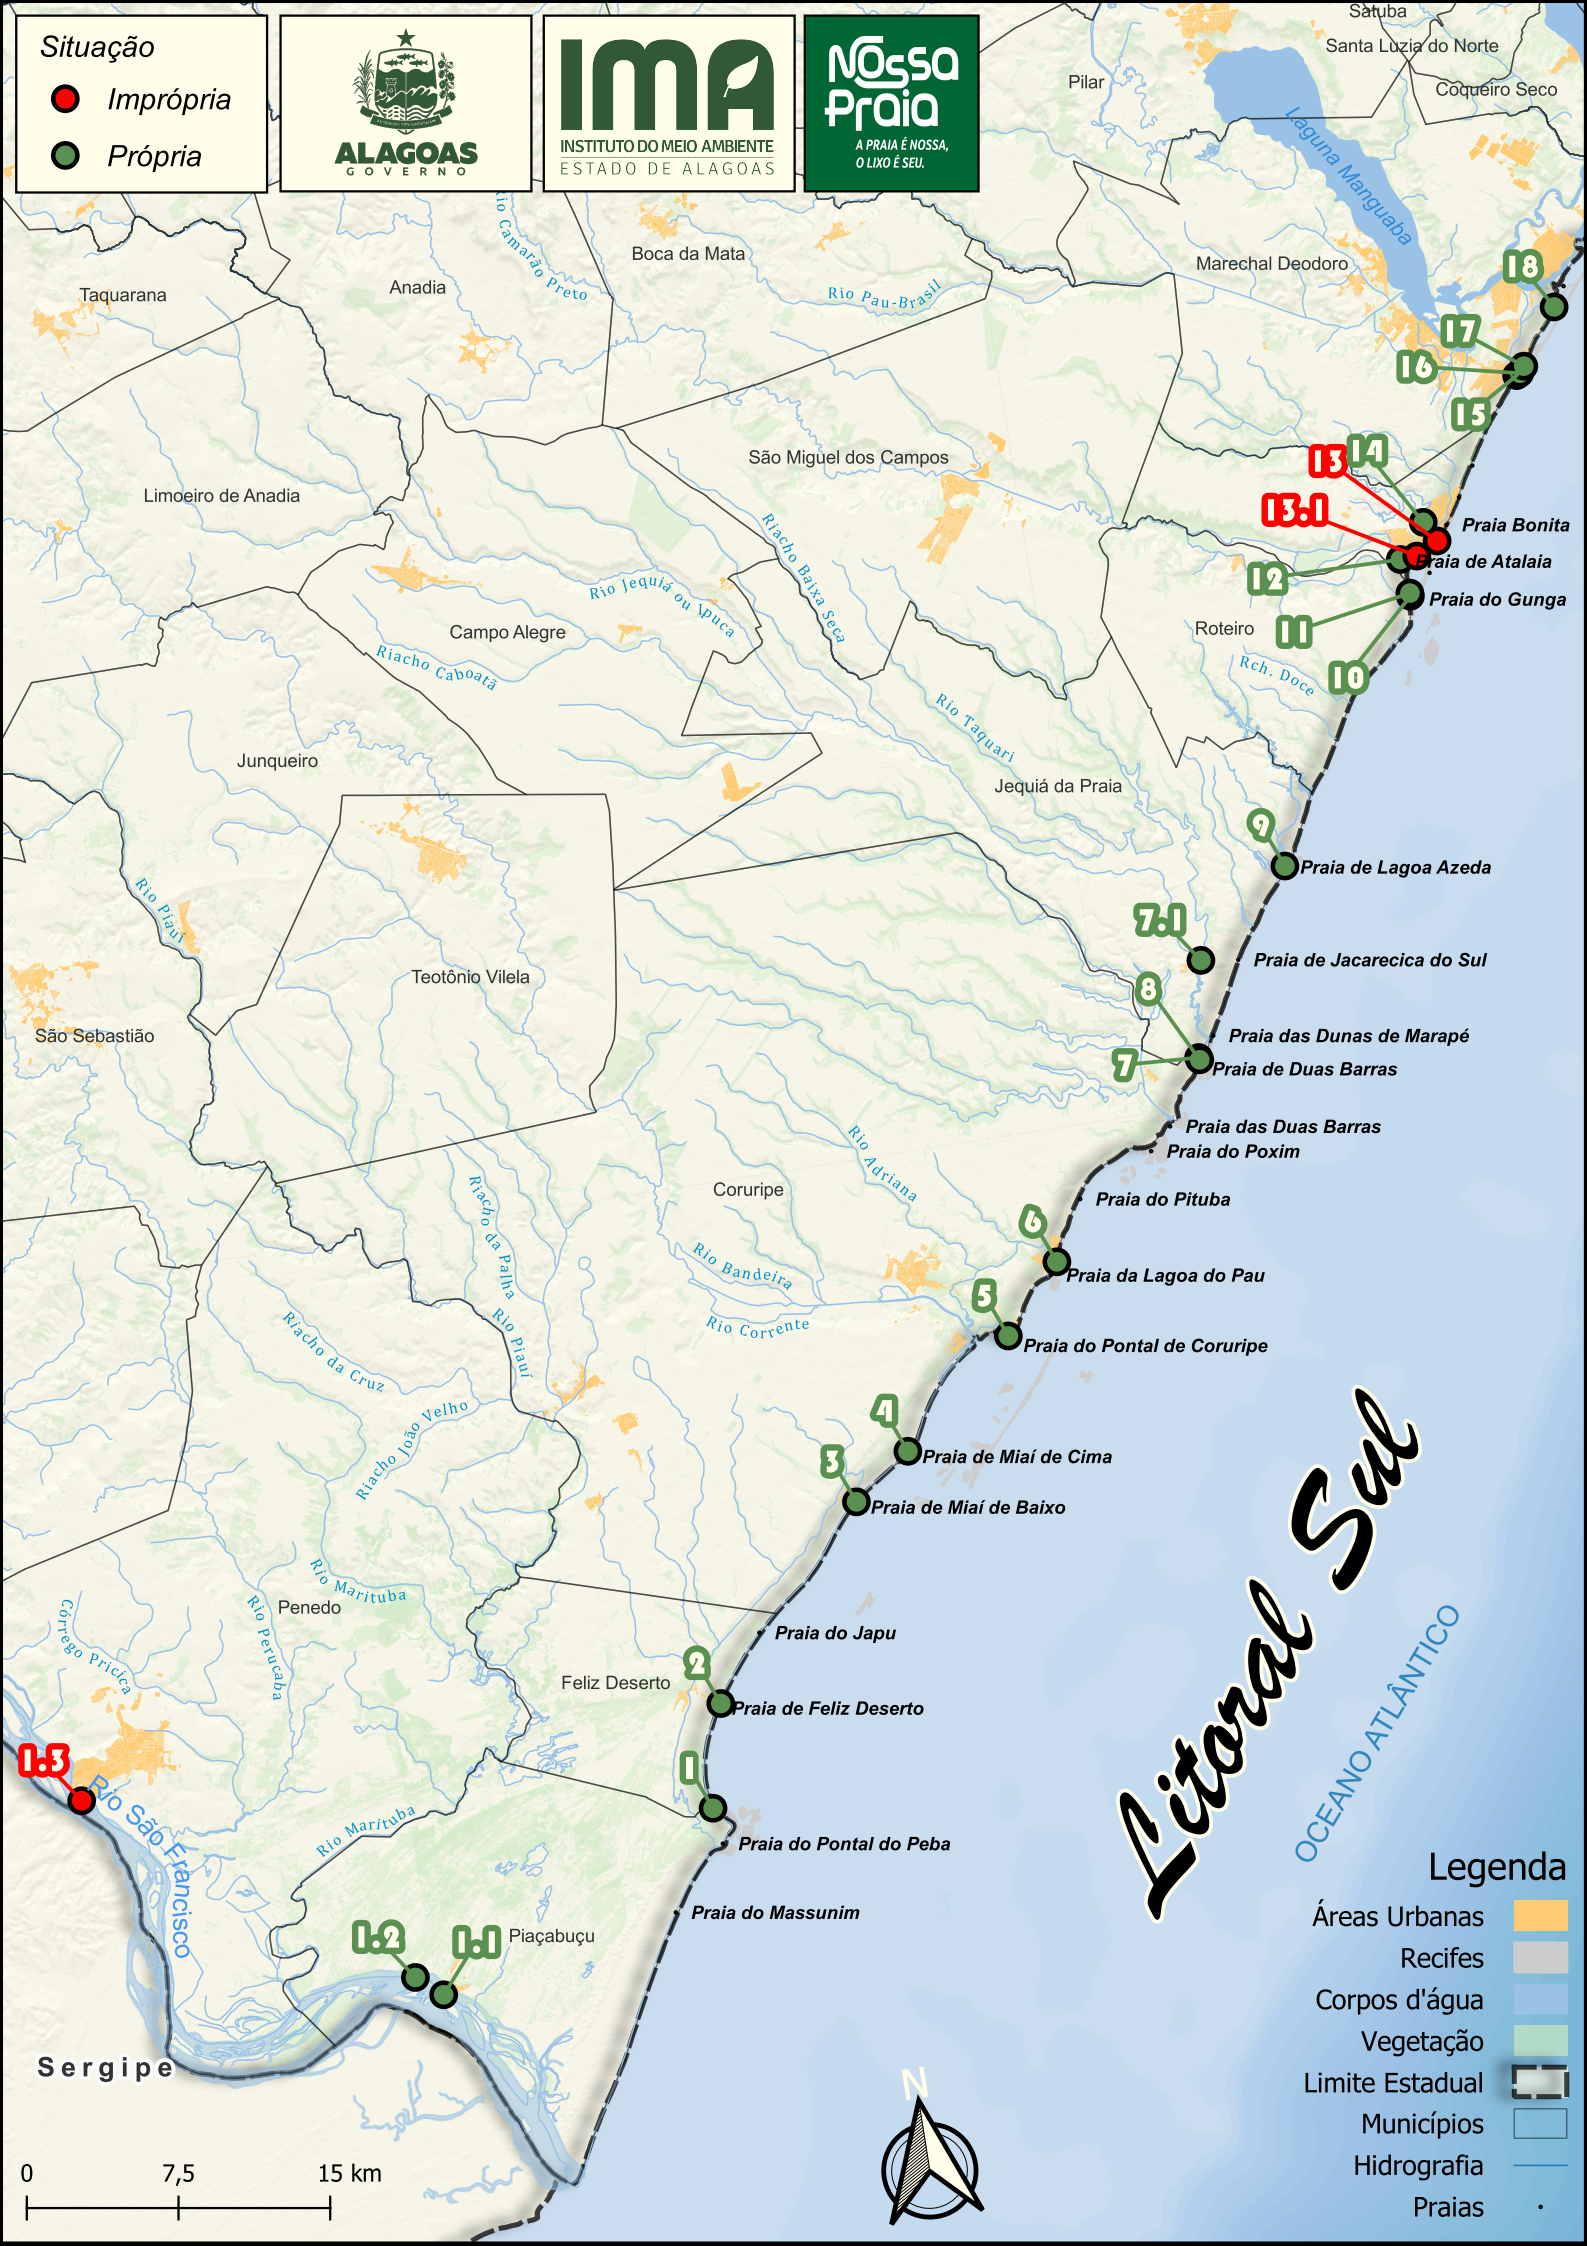 Situação
Imprópria
Própria
ALAGOAS
GOVERNO
IMA
INSTITUTO DO MEIO AMBIENTE
ESTADO DE ALAGOAS
Nossa
Praia
A PRAIA É NOSSA,
O LIXO É SEU.
Satuba
Santa Luzia do Norte
Pilar
Coqueiro Seco
Laguna Manguaba
Rio Camarão Preto
Boca da Mata
Marechal Deodoro
18
Anadia
Taquarana
Rio Pau-Brasil
17
16
15
14
13
São Miguel dos Campos
Limoeiro de Anadia
13.1
Praia Bonita
Riacho Baixa Seca
Praia de Atalaia
12
Rio Jequiá ou Ipuca
Praia do Gunga
Campo Alegre
Roteiro
11
Riacho Caboatã
Rch. Doce
10
Rio Taquari
Junqueiro
Jequiá da Praia
9
Praia de Lagoa Azeda
Rio Piauí
7.1
Praia de Jacarecica do Sul
Teotônio Vilela
8
São Sebastião
Praia das Dunas de Marapé
7
Praia de Duas Barras
Praia das Duas Barras
Praia do Poxim
Rio Adriana
Coruripe
Praia do Pituba
Riacho da Palha
6
Rio Bandeira
Praia da Lagoa do Pau
5
Rio Corrente
Rio Piauí
Riacho da Cruz
Praia do Pontal de Coruripe
4
Riacho João Velho
Praia de Miaí de Cima
3
Praia de Miaí de Baixo
Litoral Sul
Rio Marituba
Penedo
Córrego Pricica
Rio Perucaba
Praia do Japu
2
Feliz Deserto
Praia de Feliz Deserto
OCEANO ATLÂNTICO
1.3
1
Rio São Francisco
Rio Marituba
Praia do Pontal do Peba
Praia do Massunim
1.2
1.1
Piaçabuçu
Sergipe
Legenda
Áreas Urbanas
Recifes
Corpos d'água
Vegetação
Limite Estadual
Municípios
Hidrografia
Praias
N
0 7,5 15 km